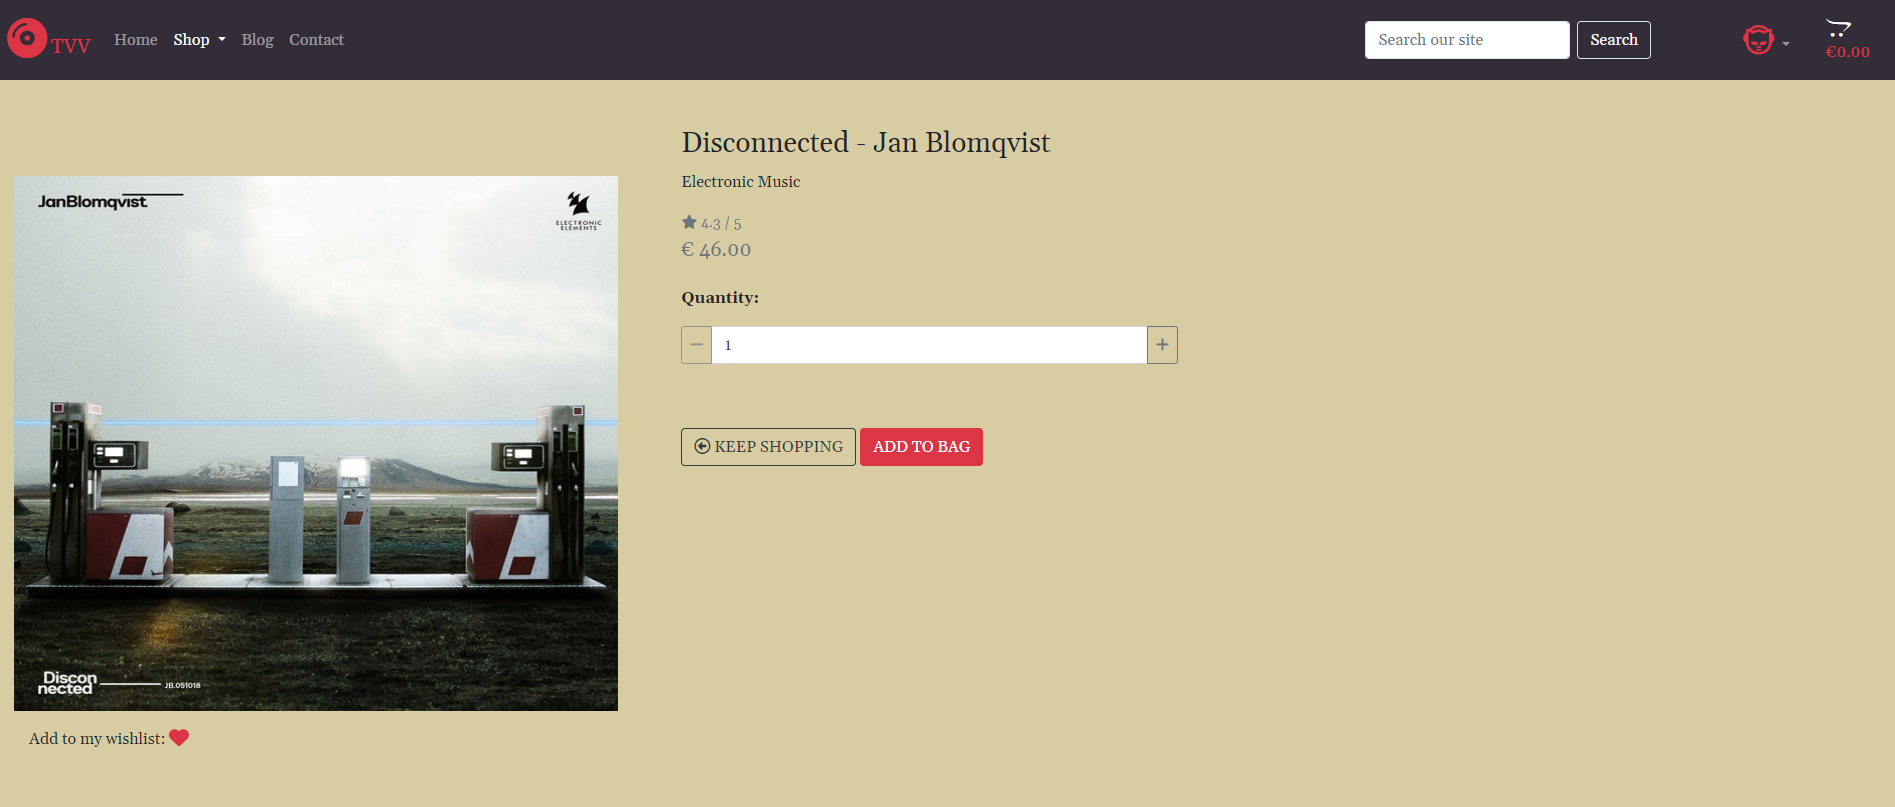 TVV Home Shop Blog Contact Search our site Search
€0.00
Disconnected - Jan Blomqvist
Electronic Music
4.3 / 5
€ 46.00
Quantity:
1
KEEP SHOPPING ADD TO BAG
JanBlomqvist
ELECTRONIC
ELEMENTS
Discon
nected
JB.051018
Add to my wishlist: